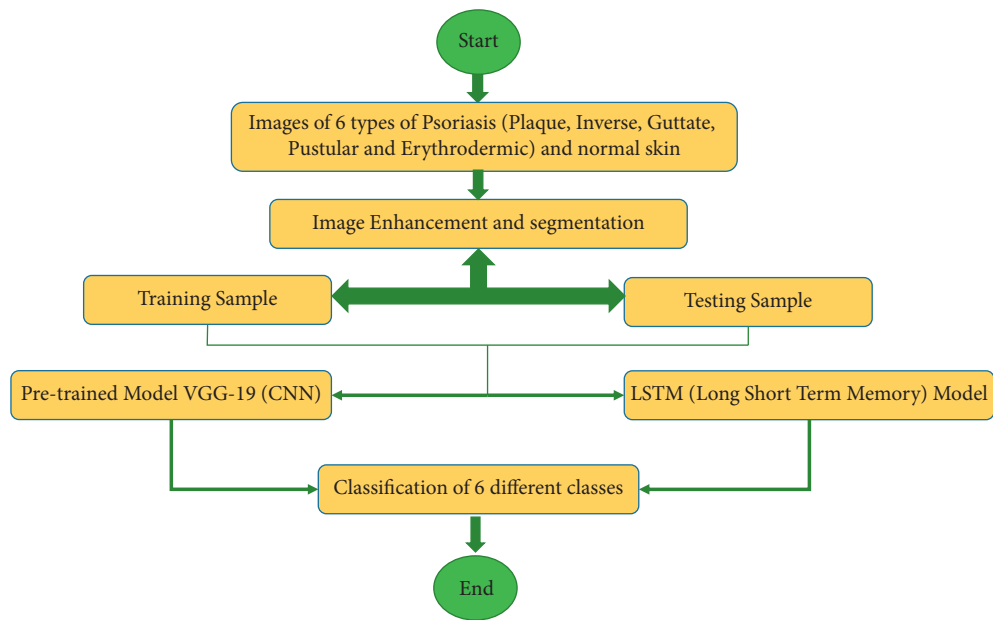 Start
Images of 6 types of Psoriasis (Plaque, Inverse, Guttate,
Pustular and Erythrodermic) and normal skin
Image Enhancement and segmentation
Training Sample
Testing Sample
Pre-trained Model VGG-19 (CNN)
LSTM (Long Short Term Memory) Model
Classification of 6 different classes
End